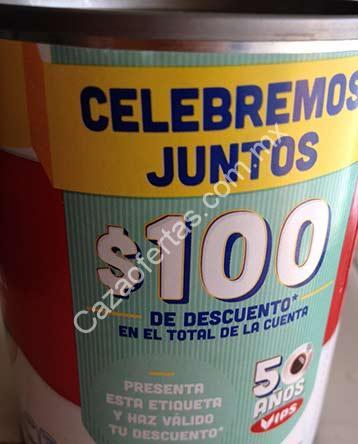 CELEBREMOS
JUNTOS
$100
DE DESCUENTO*
EN EL TOTAL DE LA CUENTA
PRESENTA
ESTA ETIQUETA
Y HAZ VÁLIDO
TU DESCUENTO*
50
AÑOS
VIPS
Cazaofertas.com.mx